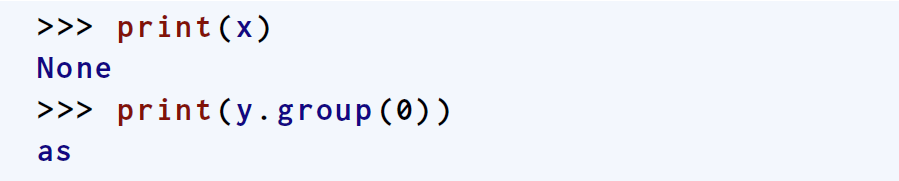 >>> print(x)
None
>>> print(y.group(0))
as